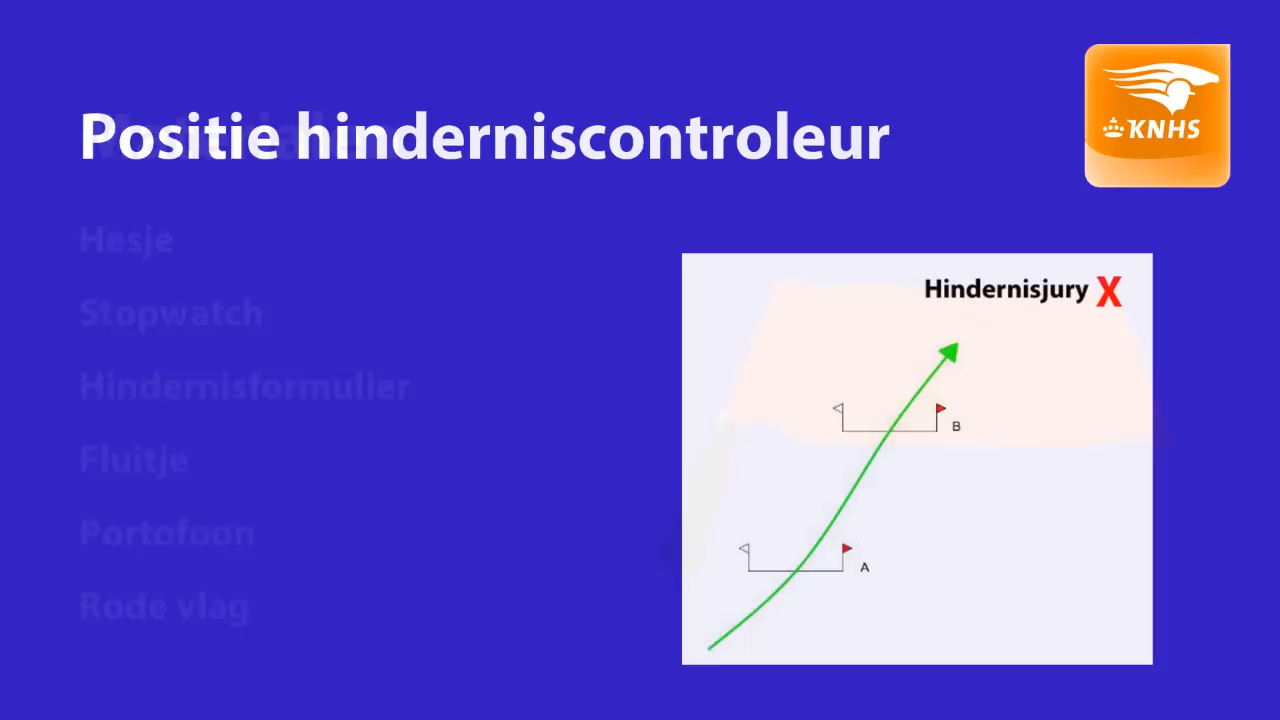 Positie hinderniscontroleur
KNHS
Hesje
Stopwatch
Hindernisformulier
Fluitje
Portofoon
Rode vlag
Hindernisjury X
B
A